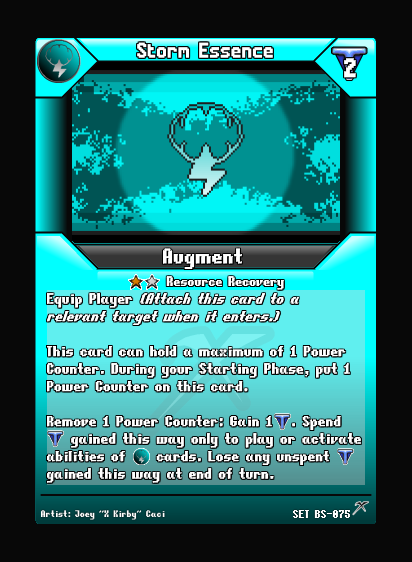 Storm Essence
2
Augment
Resource Recovery
Equip Player (Attach this card to a
relevant target when it enters.)
This card can hold a maximum of 1 Power
Counter. During your Starting Phase, put 1
Power Counter on this card.
Remove 1 Power Counter: Gain 1. Spend
gained this way only to play or activate
abilities of cards. Lose any unspent
gained this way at end of turn.
Artist: Joey "X Kirby" Caci
SET BS-075